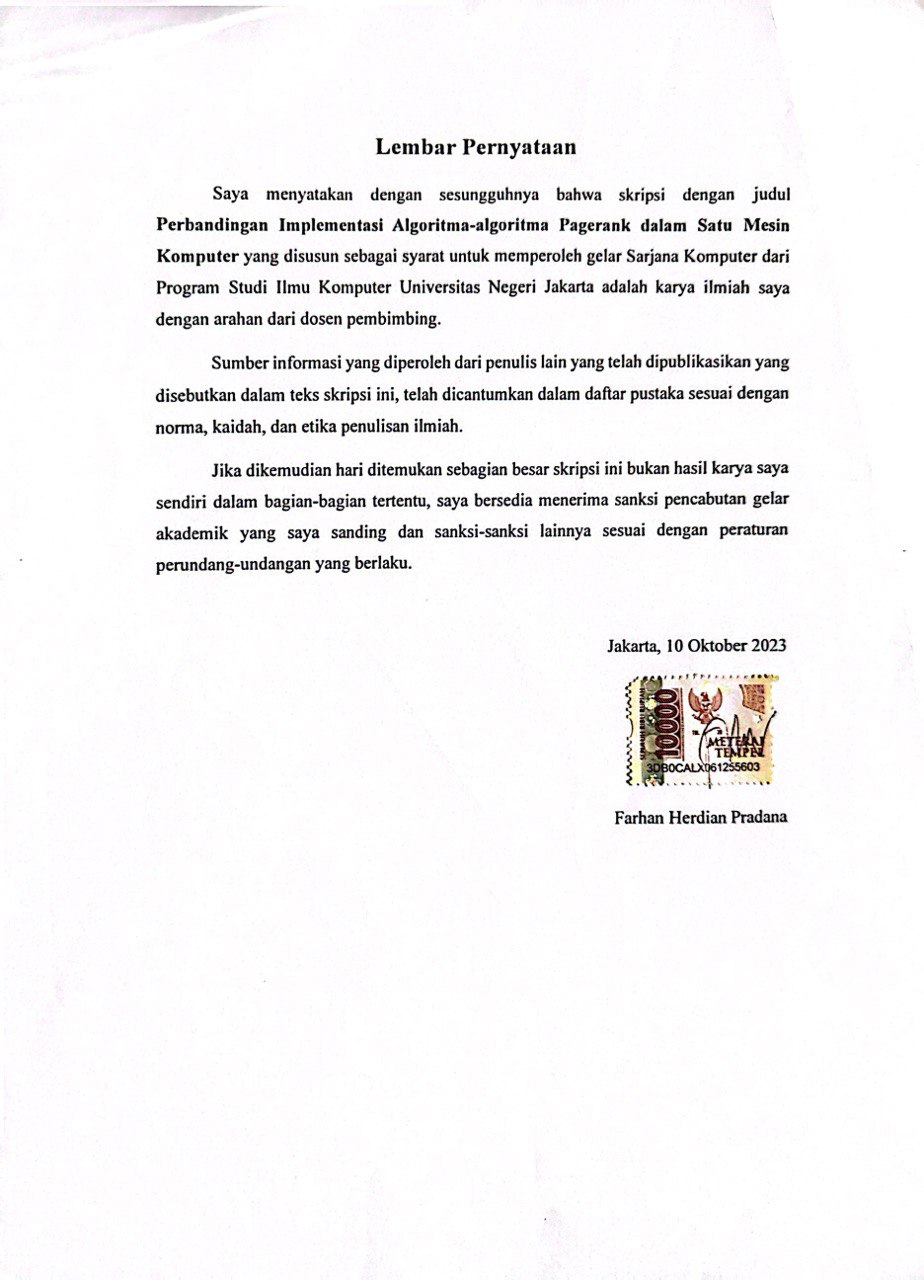 Lembar Pernyataan
Saya menyatakan dengan sesungguhnya bahwa skripsi dengan judul
Perbandingan Implementasi Algoritma-algoritma Pagerank dalam Satu Mesin
Komputer yang disusun sebagai syarat untuk memperoleh gelar Sarjana Komputer dari
Program Studi Ilmu Komputer Universitas Negeri Jakarta adalah karya ilmiah saya
dengan arahan dari dosen pembimbing.
Sumber informasi yang diperoleh dari penulis lain yang telah dipublikasikan yang
disebutkan dalam teks skripsi ini, telah dicantumkan dalam daftar pustaka sesuai dengan
norma, kaidah, dan etika penulisan ilmiah.
Jika dikemudian hari ditemukan sebagian besar skripsi ini bukan hasil karya saya
sendiri dalam bagian-bagian tertentu, saya bersedia menerima sanksi pencabutan gelar
akademik yang saya sanding dan sanksi-sanksi lainnya sesuai dengan peraturan
perundang-undangan yang berlaku.
Jakarta, 10 Oktober 2023
10000
METERAI
TEMPEL
3DB0CALX061255603
Farhan Herdian Pradana